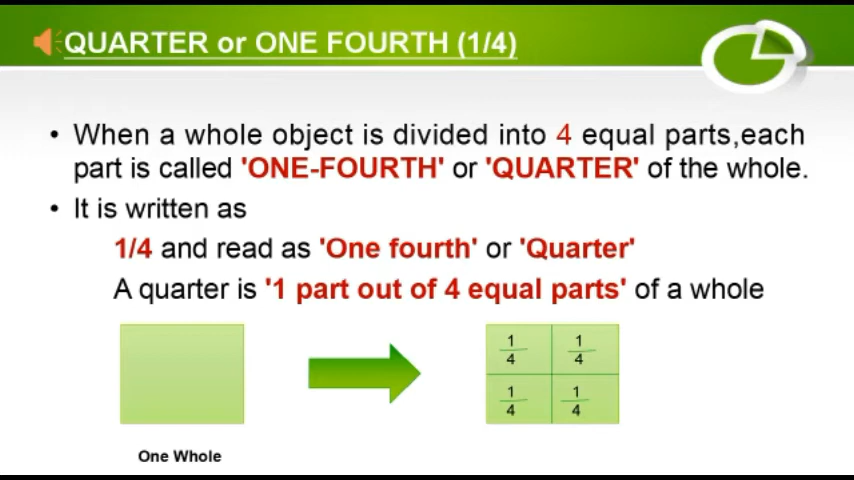 QUARTER or ONE FOURTH (1/4)
• When a whole object is divided into 4 equal parts,each
part is called 'ONE-FOURTH' or 'QUARTER' of the whole.
• It is written as
1/4 and read as 'One fourth' or 'Quarter'
A quarter is '1 part out of 4 equal parts' of a whole
1/4 1/4
1/4 1/4
One Whole